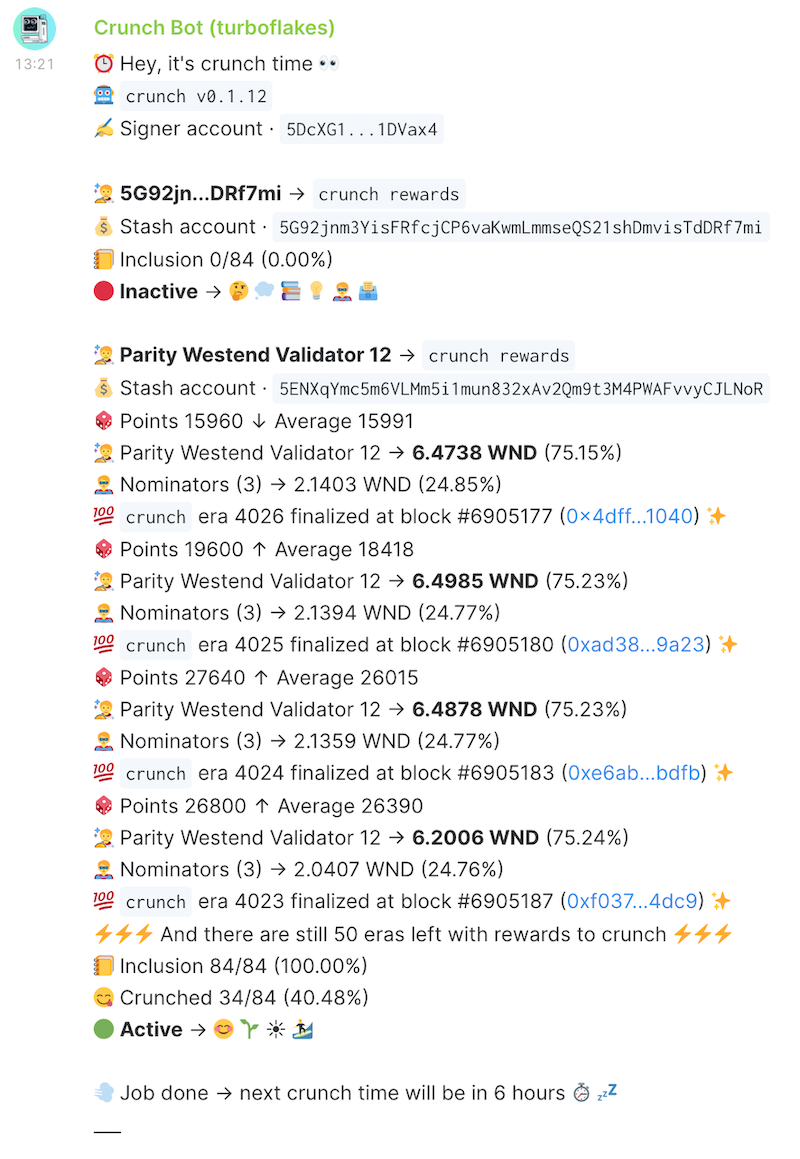 Crunch Bot (turboflakes)
13:21
⏰ Hey, it's crunch time 👀
🤖 crunch v0.1.12
✍️ Signer account · 5DcXG1...1DVax4
5G92jn...DRf7mi → crunch rewards
💰 Stash account · 5G92jnm3YisFRfcjCP6vaKwmLmmseQS21shDmvisTdDRf7mi
📒 Inclusion 0/84 (0.00%)
🔴 Inactive → 🤔 💭 📚 💡 🦸 🗳️
Parity Westend Validator 12 → crunch rewards
💰 Stash account · 5ENXqYmc5m6VLMm5i1mun832xAv2Qm9t3M4PWAFvvyCJLNoR
🎲 Points 15960 ↓ Average 15991
Parity Westend Validator 12 → 6.4738 WND (75.15%)
🦸 Nominators (3) → 2.1403 WND (24.85%)
💯 crunch era 4026 finalized at block #6905177 (0×4dff...1040) ✨
🎲 Points 19600 ↑ Average 18418
Parity Westend Validator 12 → 6.4985 WND (75.23%)
🦸 Nominators (3) → 2.1394 WND (24.77%)
💯 crunch era 4025 finalized at block #6905180 (0xad38...9a23) ✨
🎲 Points 27640 ↑ Average 26015
Parity Westend Validator 12 → 6.4878 WND (75.23%)
🦸 Nominators (3) → 2.1359 WND (24.77%)
💯 crunch era 4024 finalized at block #6905183 (0xe6ab...bdfb) ✨
🎲 Points 26800 ↑ Average 26390
Parity Westend Validator 12 → 6.2006 WND (75.24%)
🦸 Nominators (3) → 2.0407 WND (24.76%)
💯 crunch era 4023 finalized at block #6905187 (0xf037...4dc9) ✨
⚡⚡⚡ And there are still 50 eras left with rewards to crunch ⚡⚡⚡
📒 Inclusion 84/84 (100.00%)
😋 Crunched 34/84 (40.48%)
🟢 Active → 😊 🌱 ☀ 🏄
💨 Job done → next crunch time will be in 6 hours ⏱ 💤
—